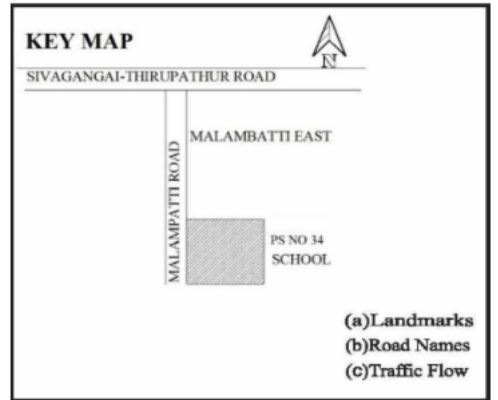 KEY MAP
N
SIVAGANGAI-THIRUPATHUR ROAD
MALAMBATTI EAST
MALAMPATTI ROAD
PS NO 34
SCHOOL
(a)Landmarks
(b)Road Names
(c)Traffic Flow